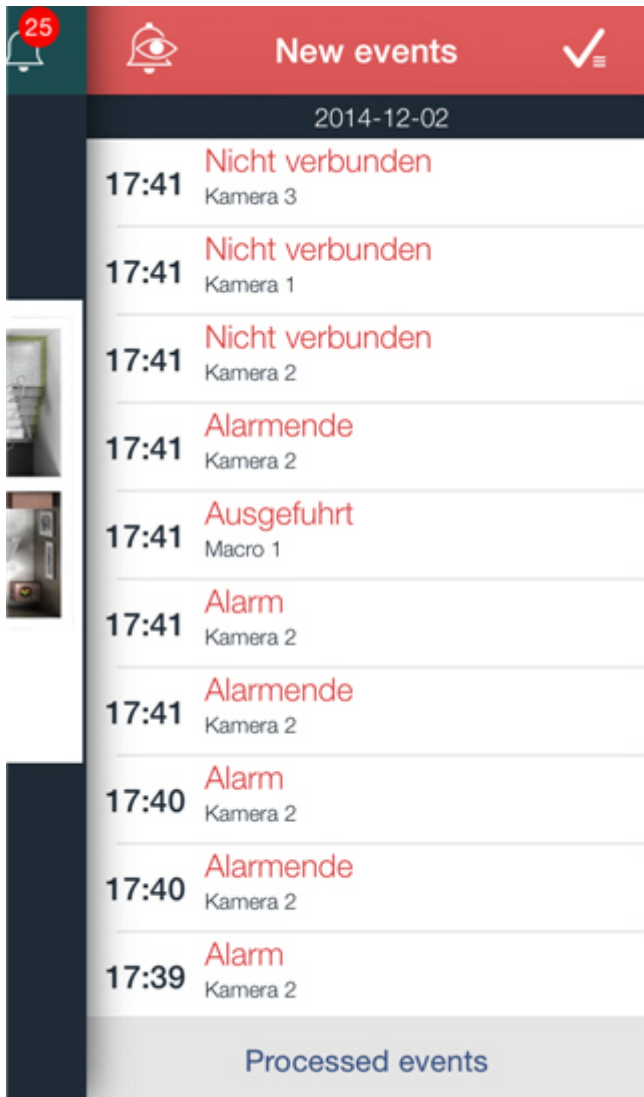 25
New events
2014-12-02
17:41 Nicht verbunden
Kamera 3
17:41 Nicht verbunden
Kamera 1
17:41 Nicht verbunden
Kamera 2
17:41 Alarmende
Kamera 2
17:41 Ausgefuhrt
Macro 1
17:41 Alarm
Kamera 2
17:41 Alarmende
Kamera 2
17:40 Alarm
Kamera 2
17:40 Alarmende
Kamera 2
17:39 Alarm
Kamera 2
Processed events